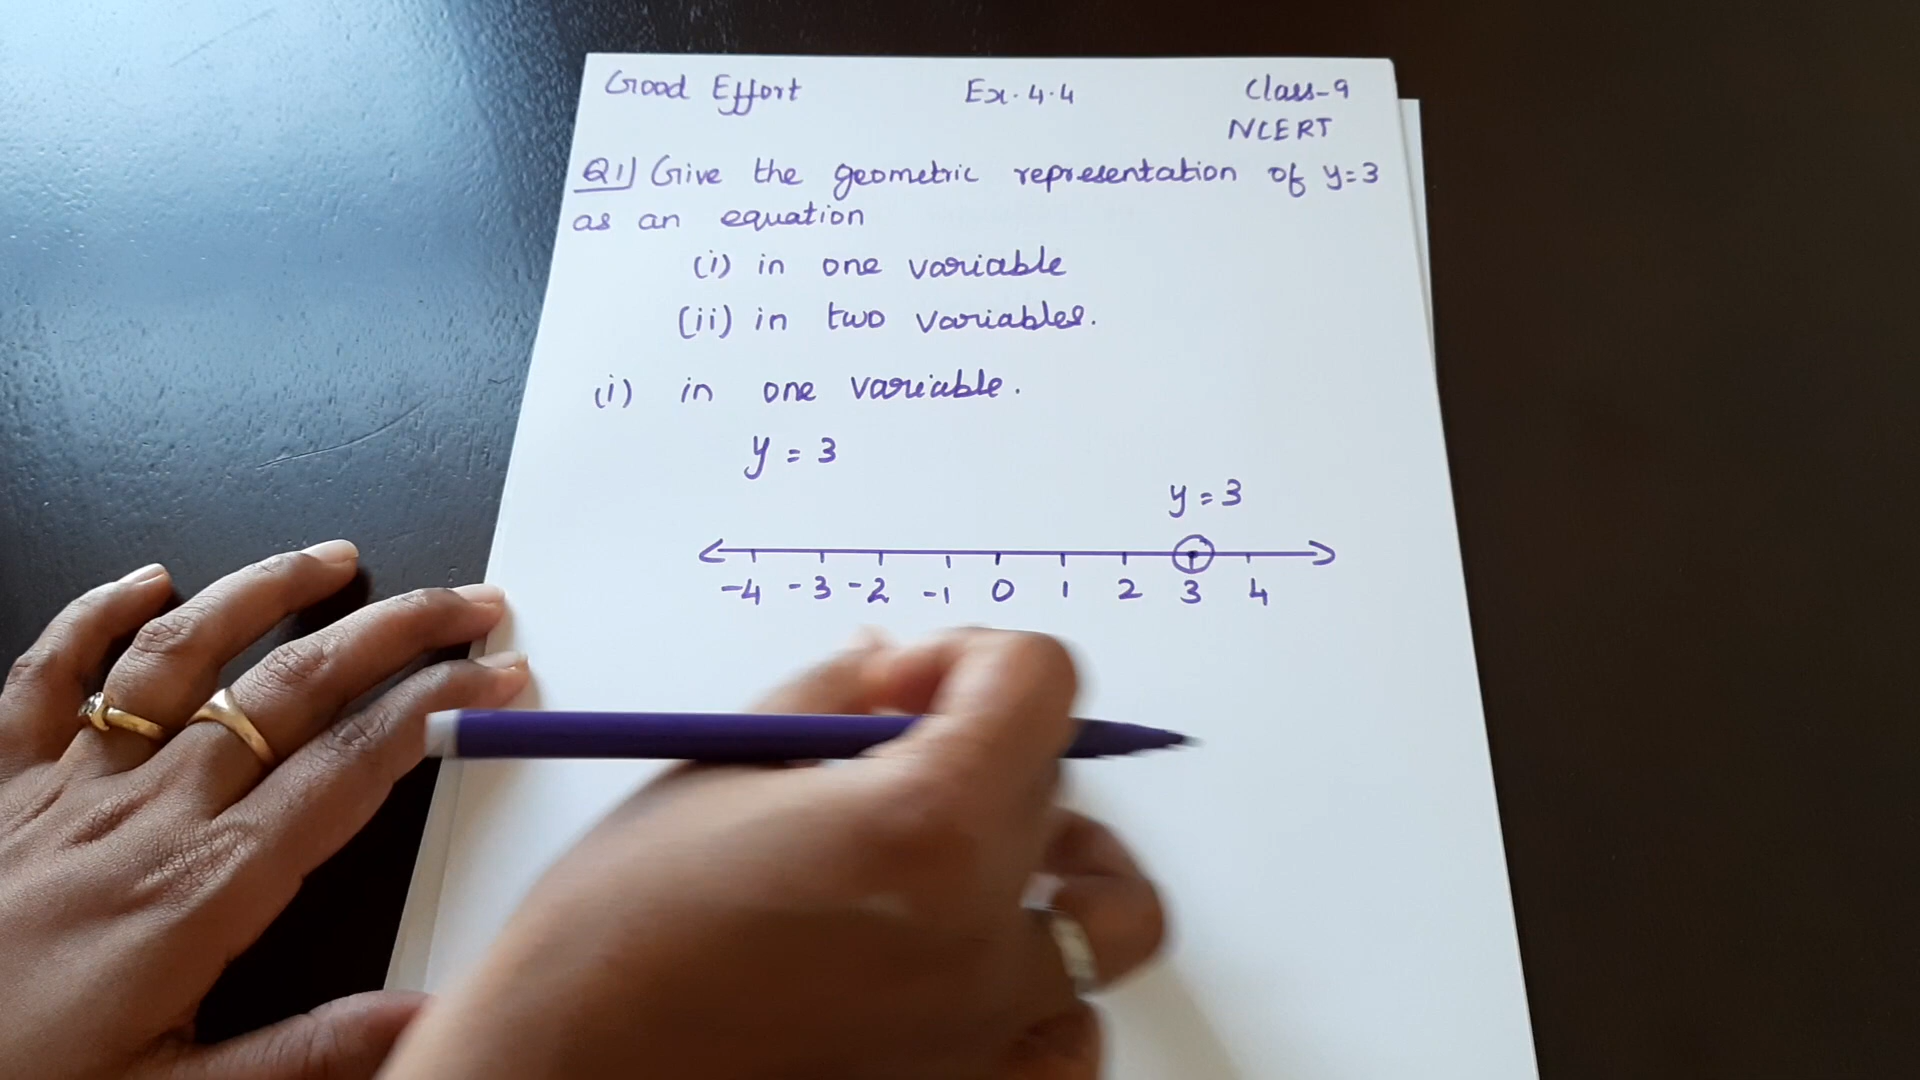 Good Effort Ex. 4.4 Class-9
NCERT
Q1) Give the geometric representation of y=3
as an equation
(i) in one variable
(ii) in two variables.
(i) in one variable.
y = 3
y = 3
-4 -3 -2 -1 0 1 2 3 4